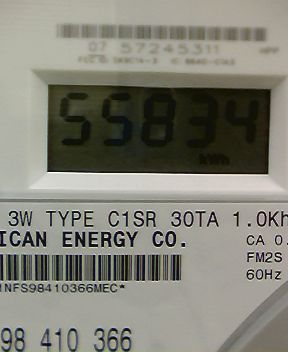 07 57245311
55834
kWh
3W TYPE C1SR 30TA 1.0Kh
ICAN ENERGY CO.
CA 0.
FM2S
60Hz
1NFS98410366MEC*
98 410 366